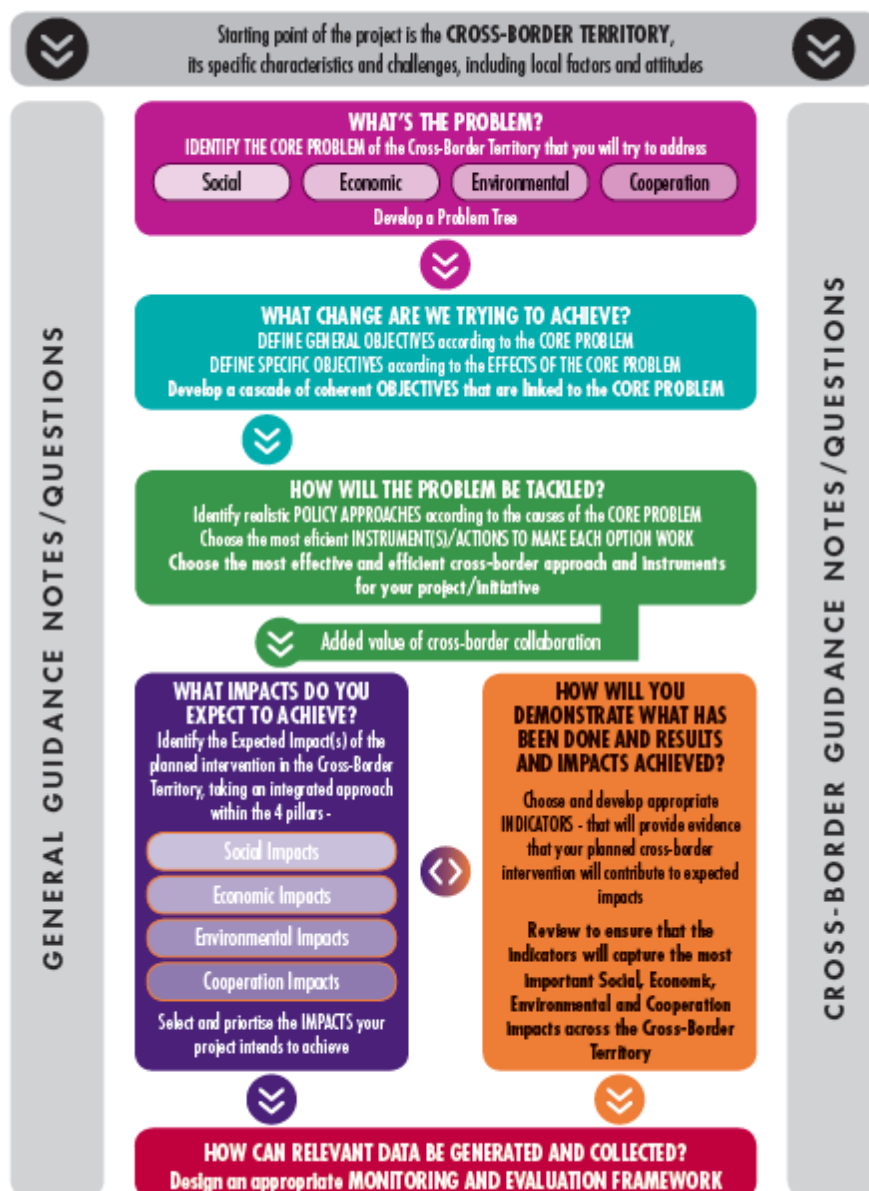 Starting point of the project is the CROSS-BORDER TERRITORY,
its specific characteristics and challenges, including local factors and attitudes
GENERAL GUIDANCE NOTES/QUESTIONS
WHAT'S THE PROBLEM?
IDENTIFY THE CORE PROBLEM of the Cross-Border Territory that you will try to address
Social
Economic
Environmental
Cooperation
Develop a Problem Tree
WHAT CHANGE ARE WE TRYING TO ACHIEVE?
DEFINE GENERAL OBJECTIVES according to the CORE PROBLEM
DEFINE SPECIFIC OBJECTIVES according to the EFFECTS OF THE CORE PROBLEM
Develop a cascade of coherent OBJECTIVES that are linked to the CORE PROBLEM
HOW WILL THE PROBLEM BE TACKLED?
Identify realistic POLICY APPROACHES according to the causes of the CORE PROBLEM
Choose the most eficient INSTRUMENT(S)/ACTIONS TO MAKE EACH OPTION WORK
Choose the most effective and efficient cross-border approach and instruments
for your project/initiative
Added value of cross-border collaboration
WHAT IMPACTS DO YOU
EXPECT TO ACHIEVE?
Identify the Expected Impact(s) of the
planned intervention in the Cross-Border
Territory, taking an integrated approach
within the 4 pillars -
Social Impacts
Economic Impacts
Environmental Impacts
Cooperation Impacts
Select and priortise the IMPACTS your
project intends to achieve
HOW WILL YOU
DEMONSTRATE WHAT HAS
BEEN DONE AND RESULTS
AND IMPACTS ACHIEVED?
Choose and develop appropriate
INDICATORS - that will provide evidence
that your planned cross-border
intervention will contribute to expected
impacts
Review to ensure that the
indicators will capture the most
important Social, Economic,
Environmental and Cooperation
impacts across the Cross-Border
Territory
HOW CAN RELEVANT DATA BE GENERATED AND COLLECTED?
Design an appropriate MONITORING AND EVALUATION FRAMEWORK
CROSS-BORDER GUIDANCE NOTES/QUESTIONS